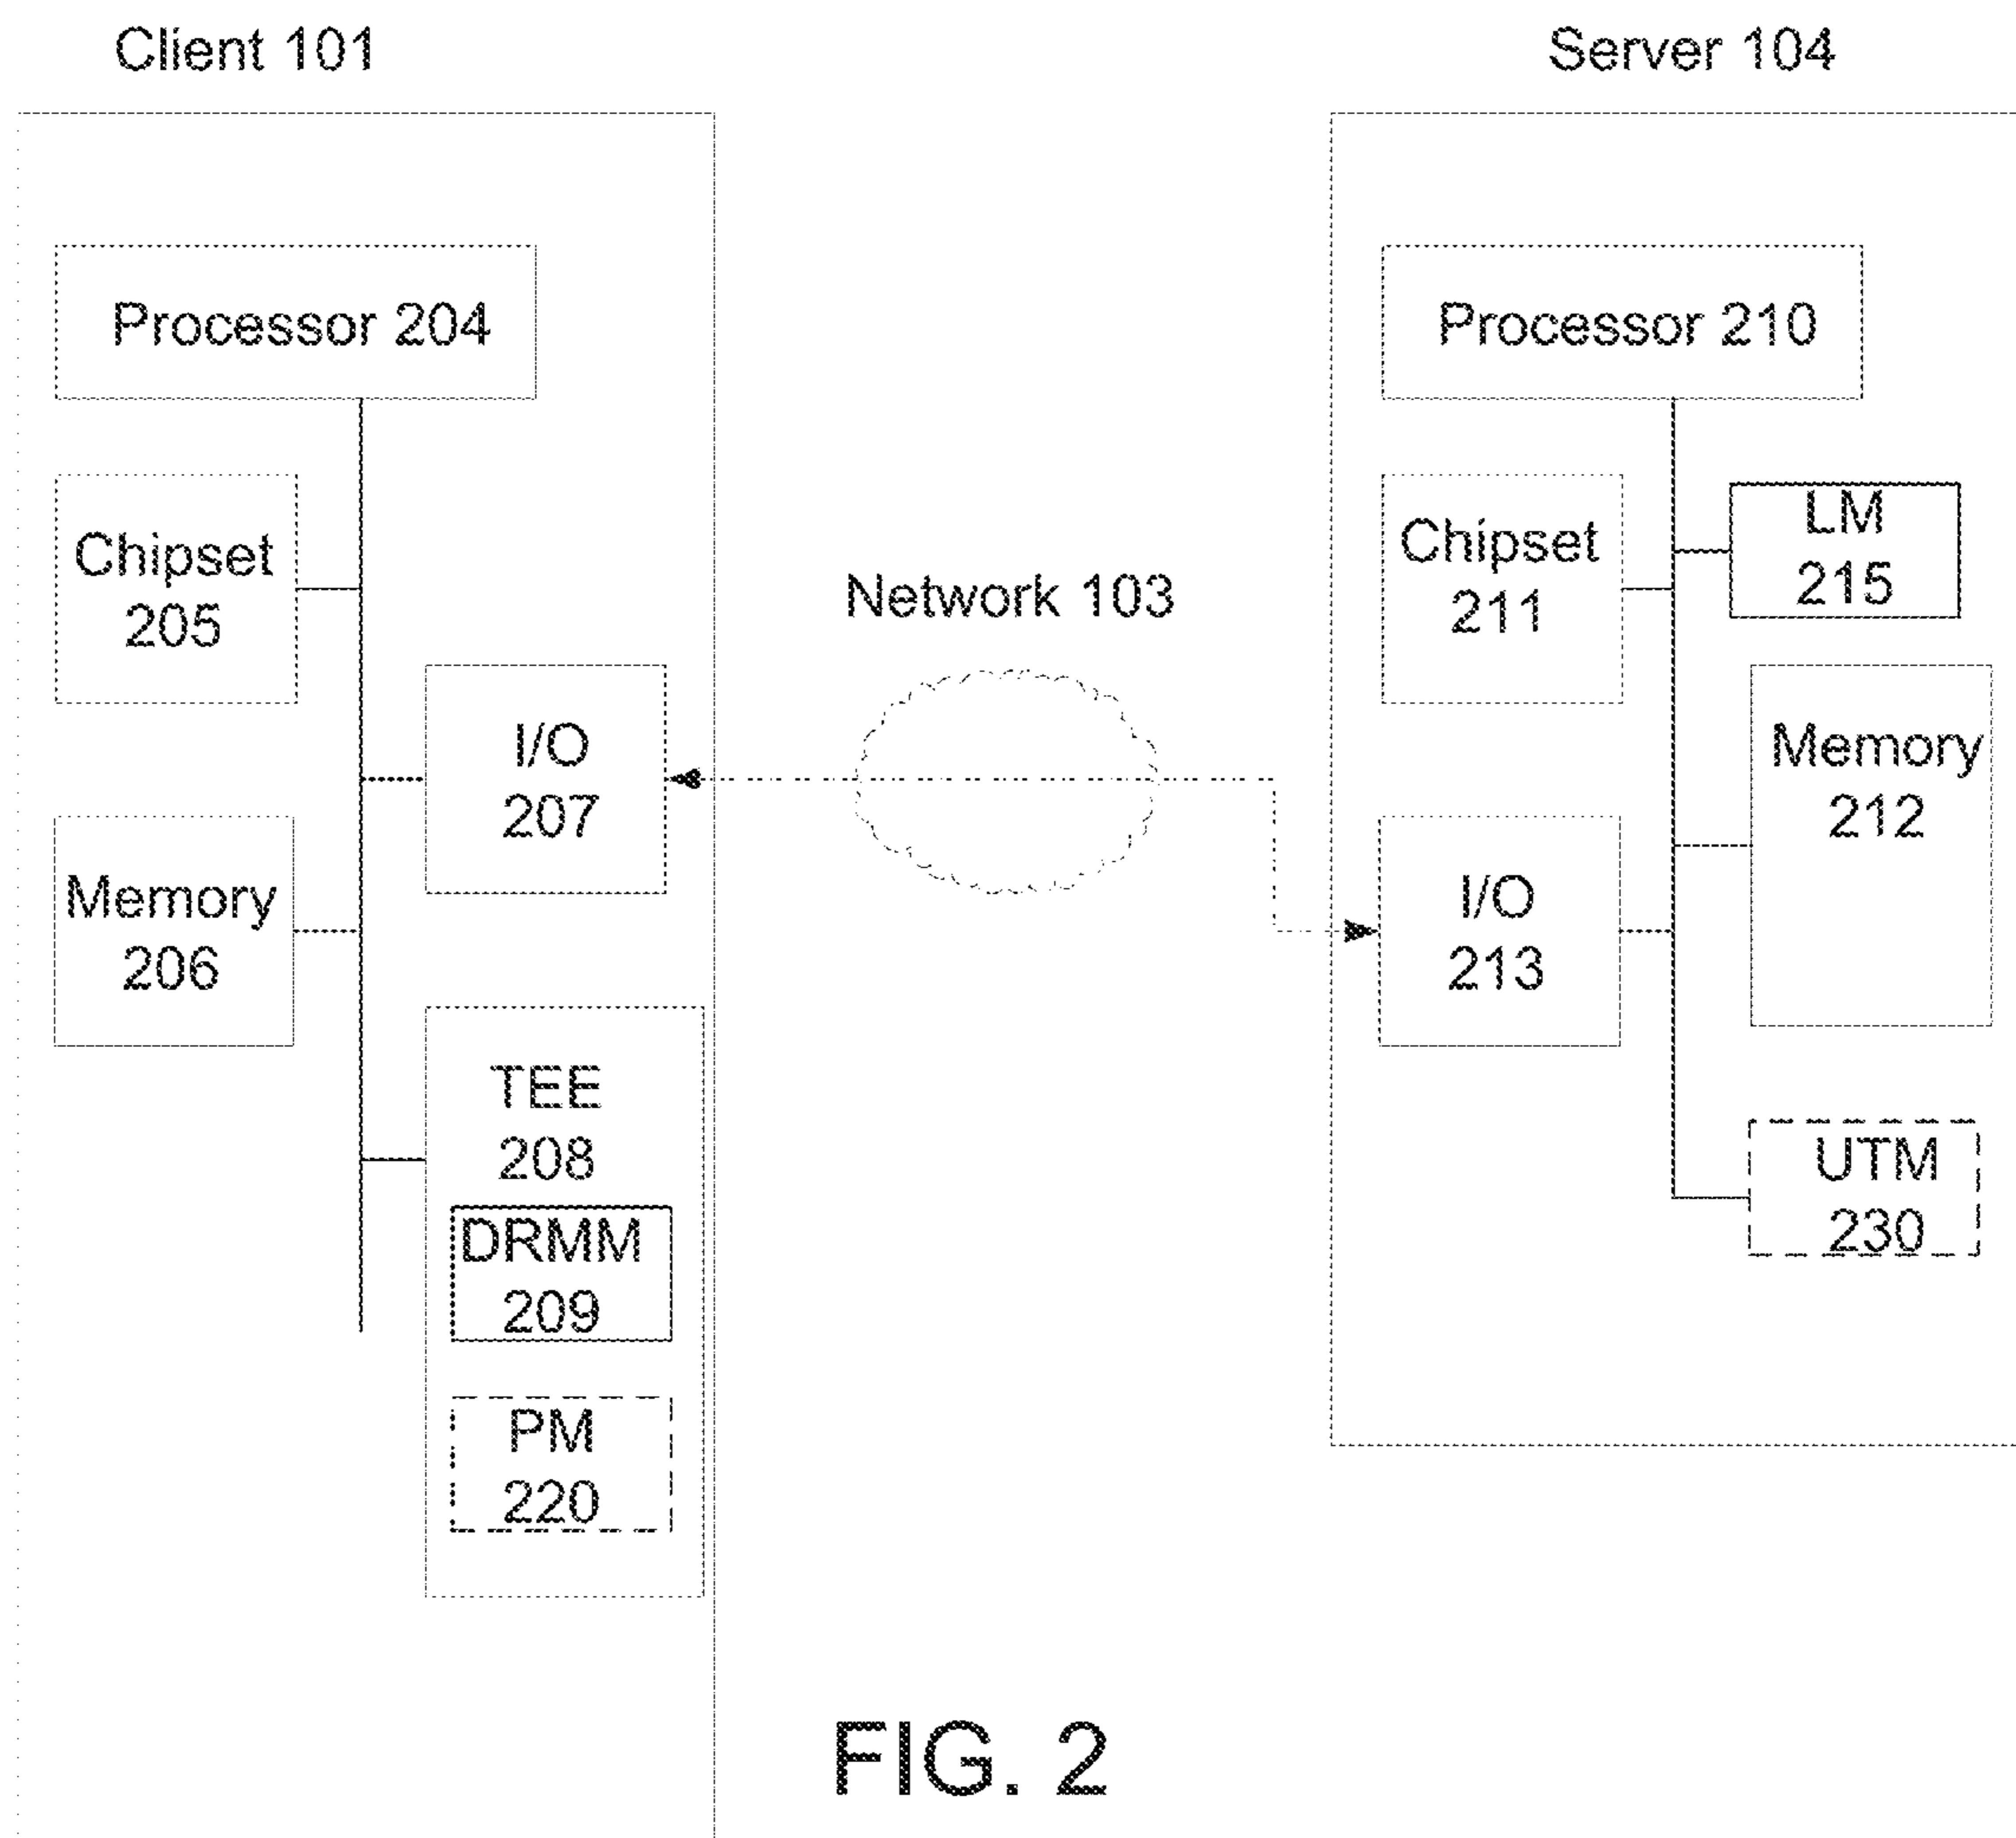 Client 101
Server 104
Processor 204
Processor 210
Chipset
205
Chipset
211
LM
215
Network 103
I/O
207
Memory
212
Memory
206
I/O
213
TEE
208
DRMM
209
PM
220
UTM
230
FIG. 2